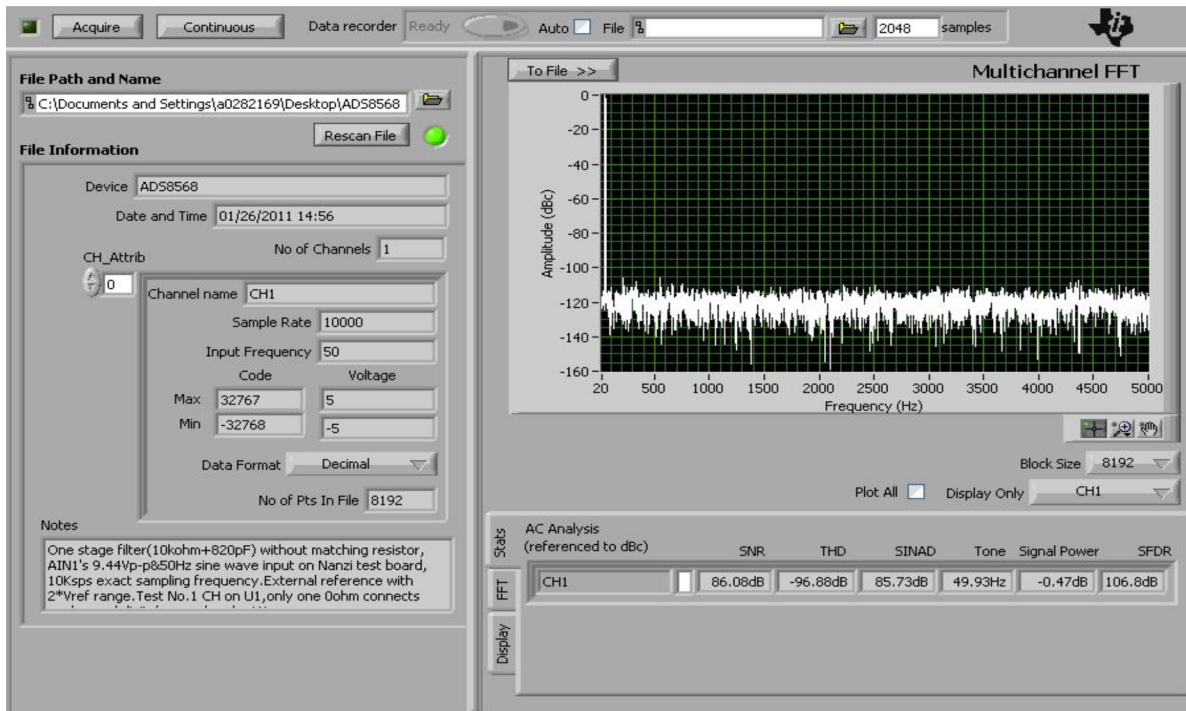 Acquire Continuous Data recorder Ready Auto File 2048 samples
File Path and Name
C:\Documents and Settings\a0282169\Desktop\ADS8568
Rescan File
File Information
Device ADS8568
Date and Time 01/26/2011 14:56
No of Channels 1
CH_Attrib
0
Channel name CH1
Sample Rate 10000
Input Frequency 50
Code Voltage
Max 32767 5
Min -32768 -5
Data Format Decimal
No of Pts In File 8192
Notes
One stage filter(10kohm+820pF) without matching resistor,
AIN1's 9.44Vp-p&50Hz sine wave input on Nanzi test board,
10Ksps exact sampling frequency.External reference with
2*Vref range.Test No.1 CH on U1,only one 0ohm connects
To File >> Multichannel FFT
Amplitude (dBc)
0
-20
-40
-60
-80
-100
-120
-140
-160
20 500 1000 1500 2000 2500 3000 3500 4000 4500 5000
Frequency (Hz)
Block Size 8192
Plot All Display Only CH1
Stats
FFT
Display
AC Analysis
(referenced to dBc) SNR THD SINAD Tone Signal Power SFDR
CH1 86.08dB -96.88dB 85.73dB 49.93Hz -0.47dB 106.8dB